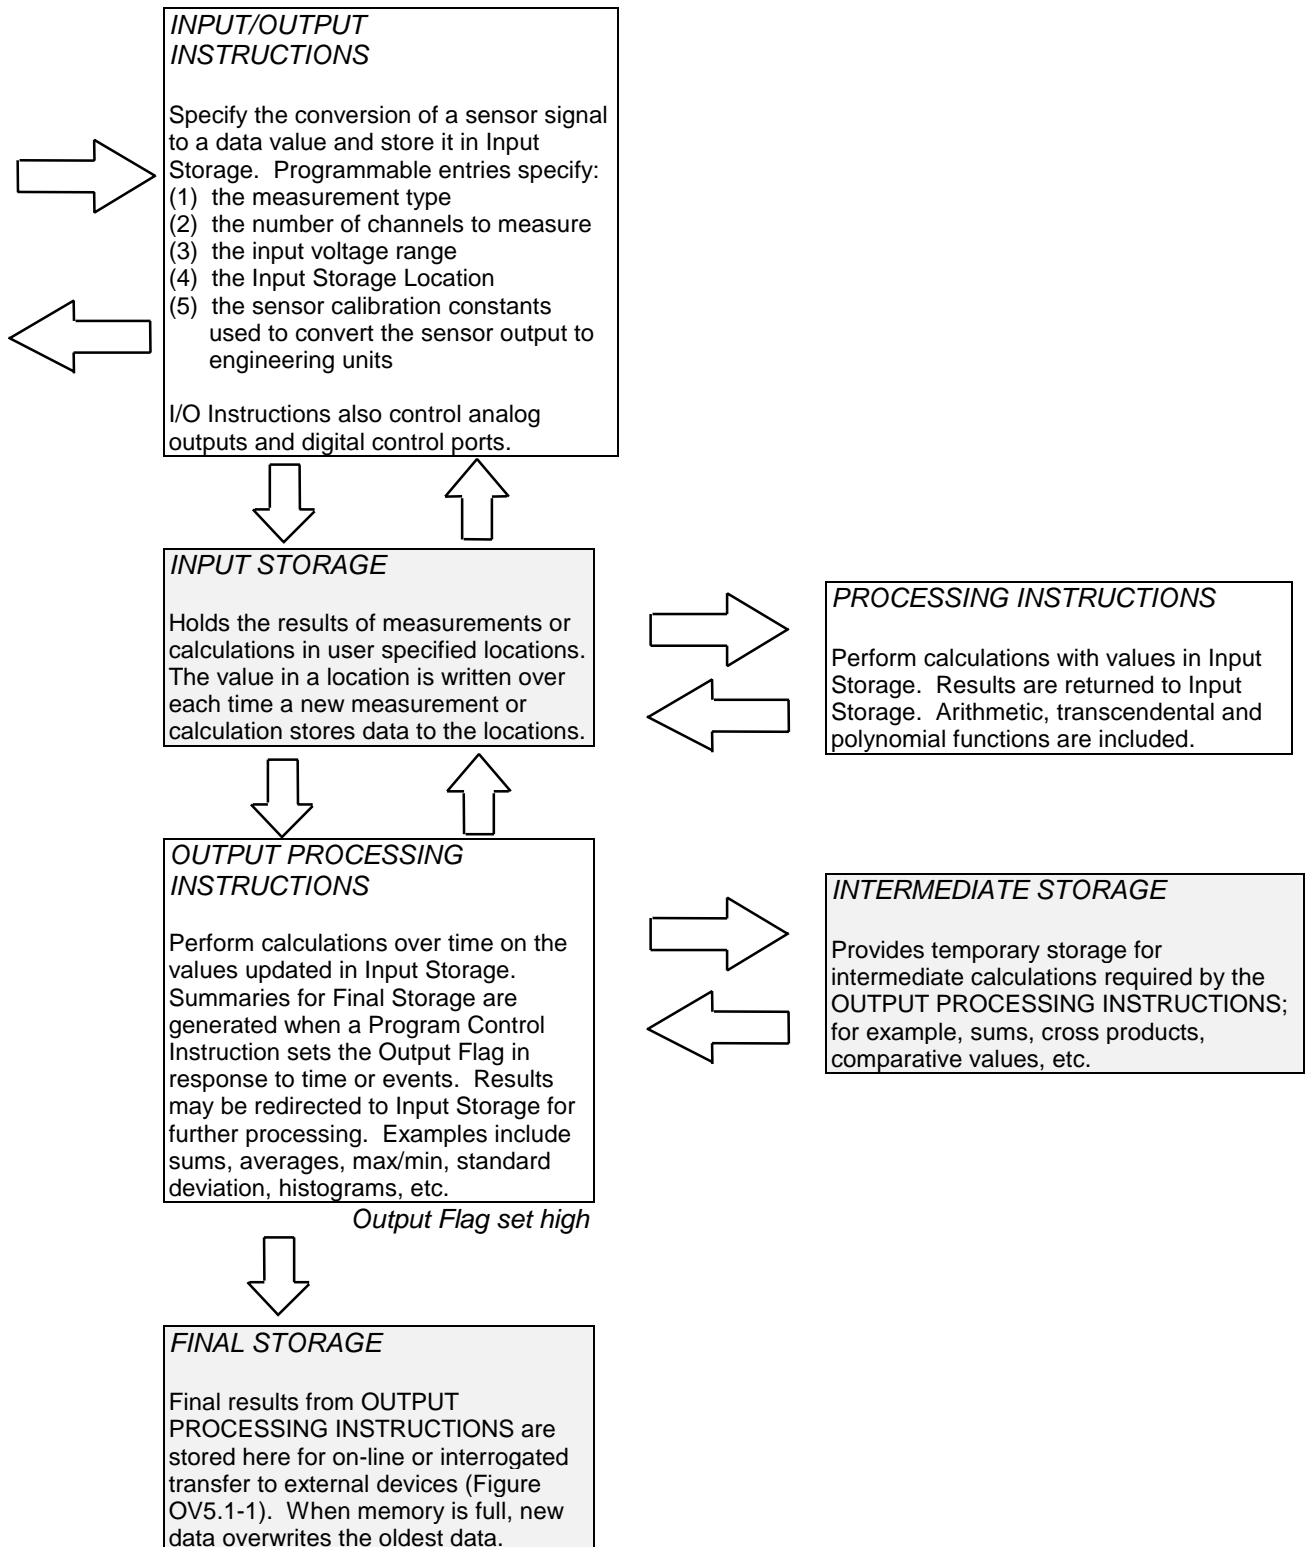 INPUT/OUTPUT
INSTRUCTIONS
Specify the conversion of a sensor signal
to a data value and store it in Input
Storage.  Programmable entries specify:
(1)  the measurement type
(2)  the number of channels to measure
(3)  the input voltage range
(4)  the Input Storage Location
(5)  the sensor calibration constants
used to convert the sensor output to
engineering units
I/O Instructions also control analog
outputs and digital control ports.
INPUT STORAGE
Holds the results of measurements or
calculations in user specified locations.
The value in a location is written over
each time a new measurement or
calculation stores data to the locations.
PROCESSING INSTRUCTIONS
Perform calculations with values in Input
Storage.  Results are returned to Input
Storage.  Arithmetic, transcendental and
polynomial functions are included.
OUTPUT PROCESSING
INSTRUCTIONS
Perform calculations over time on the
values updated in Input Storage.
Summaries for Final Storage are
generated when a Program Control
Instruction sets the Output Flag in
response to time or events.  Results
may be redirected to Input Storage for
further processing.  Examples include
sums, averages, max/min, standard
deviation, histograms, etc.
INTERMEDIATE STORAGE
Provides temporary storage for
intermediate calculations required by the
OUTPUT PROCESSING INSTRUCTIONS;
for example, sums, cross products,
comparative values, etc.
Output Flag set high
FINAL STORAGE
Final results from OUTPUT
PROCESSING INSTRUCTIONS are
stored here for on-line or interrogated
transfer to external devices (Figure
OV5.1-1).  When memory is full, new
data overwrites the oldest data.